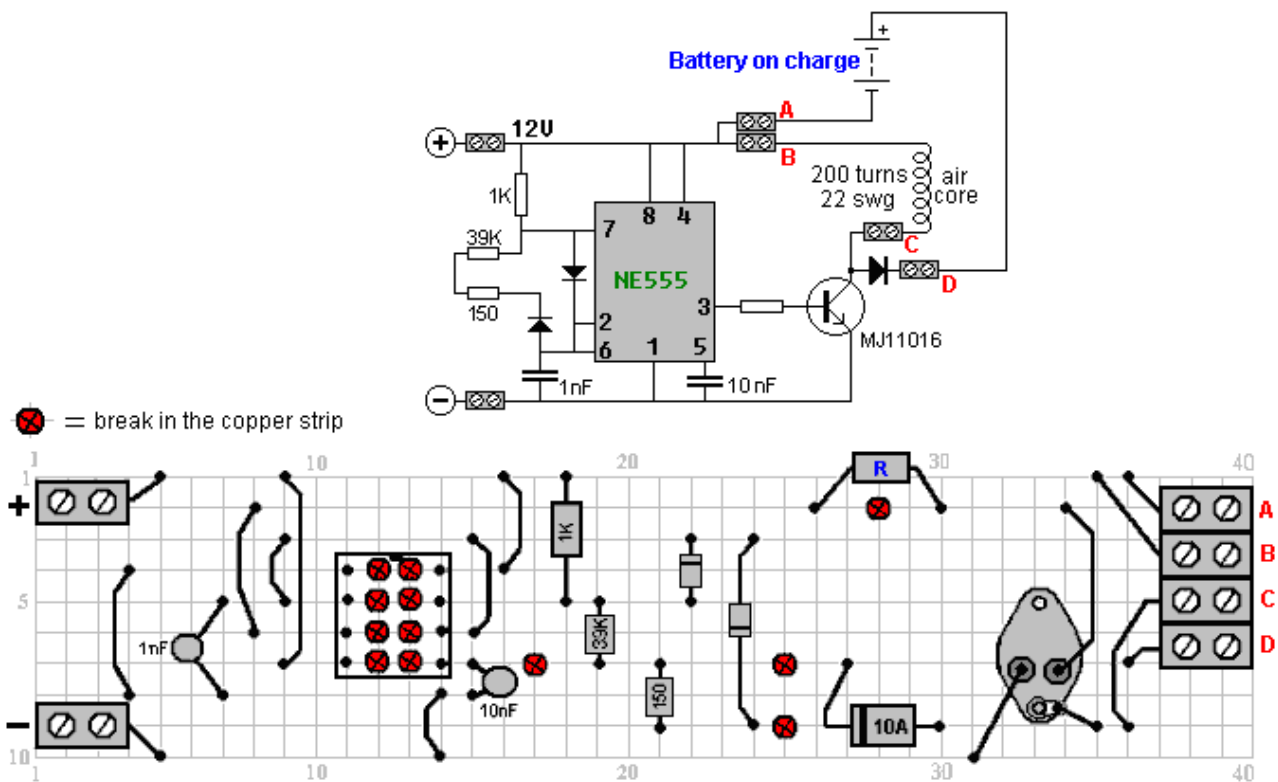 +
Battery on charge
A
+ 12V
B
200 turns
22 swg
air
core
1K
7
8 4
C
39K
NE555
D
150
3
2
6
1
5
MJ11016
1nF
10nF
−
= break in the copper strip
1 10 20 30 40
1
R
+
A
1K
B
5
C
1nF
39K
D
150
10nF
−
10A
10
1 10 20 30 40